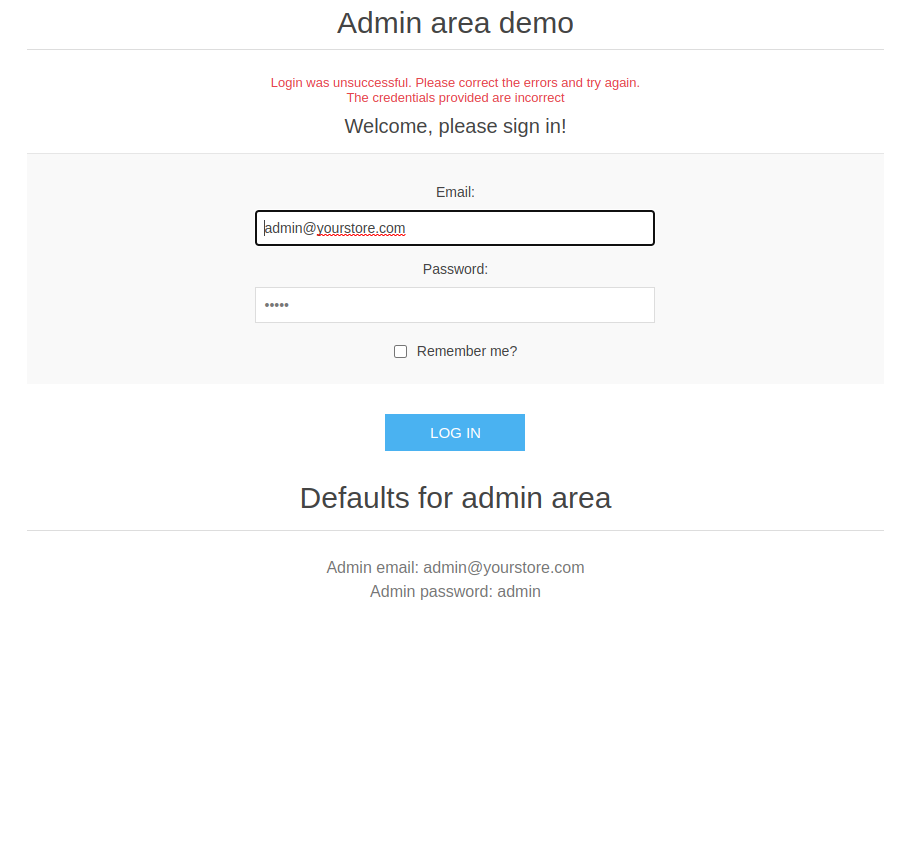 Admin area demo
Login was unsuccessful. Please correct the errors and try again.
The credentials provided are incorrect
Welcome, please sign in!
Email:
admin@yourstore.com
Password:
•••••
Remember me?
LOG IN
Defaults for admin area
Admin email: admin@yourstore.com
Admin password: admin